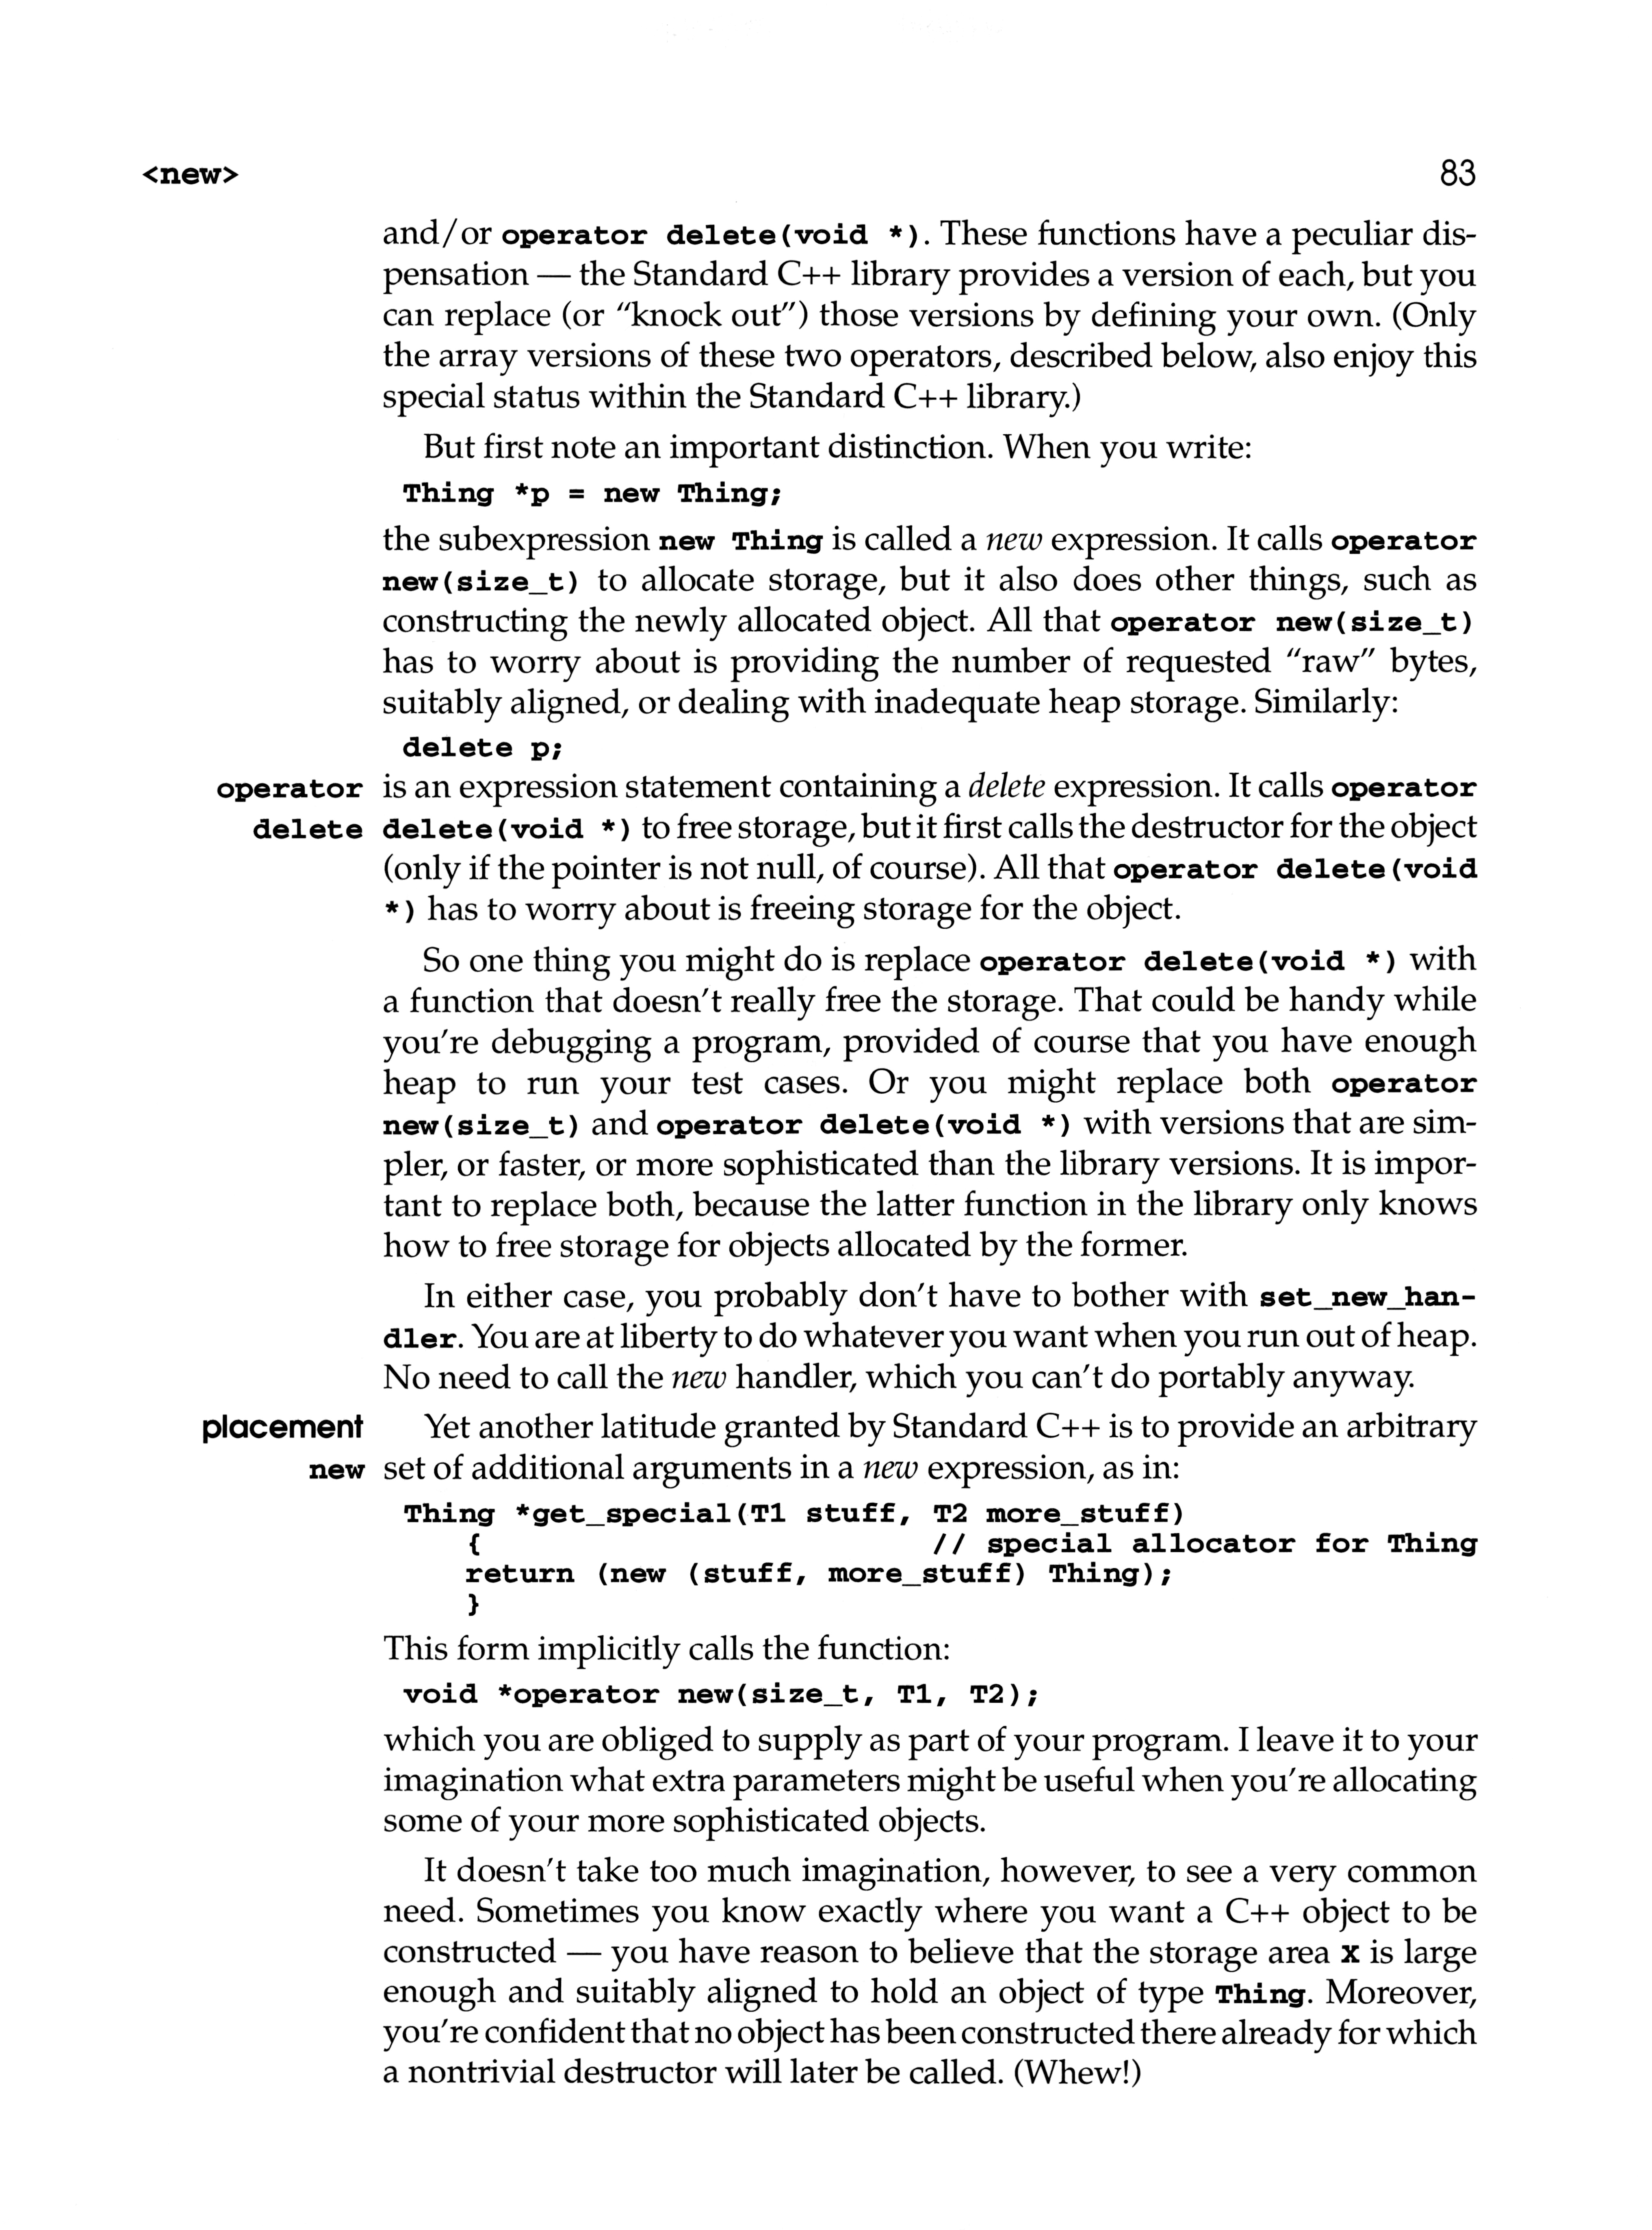 <new> 83
and/or operator delete(void *). These functions have a peculiar dis-
pensation — the Standard C++ library provides a version of each, but you
can replace (or "knock out") those versions by defining your own. (Only
the array versions of these two operators, described below, also enjoy this
special status within the Standard C++ library.)
But first note an important distinction. When you write:
Thing *p = new Thing;
the subexpression new Thing is called a new expression. It calls operator
new(size_t) to allocate storage, but it also does other things, such as
constructing the newly allocated object. All that operator new(size_t)
has to worry about is providing the number of requested "raw" bytes,
suitably aligned, or dealing with inadequate heap storage. Similarly:
delete p;
operator is an expression statement containing a delete expression. It calls operator
delete delete(void *) to free storage, but it first calls the destructor for the object
(only if the pointer is not null, of course). All that operator delete(void
*) has to worry about is freeing storage for the object.
So one thing you might do is replace operator delete(void *) with
a function that doesn't really free the storage. That could be handy while
you're debugging a program, provided of course that you have enough
heap to run your test cases. Or you might replace both operator
new(size_t) and operator delete(void *) with versions that are sim-
pler, or faster, or more sophisticated than the library versions. It is impor-
tant to replace both, because the latter function in the library only knows
how to free storage for objects allocated by the former.
In either case, you probably don't have to bother with set_new_han-
dler. You are at liberty to do whatever you want when you run out of heap.
No need to call the new handler, which you can't do portably anyway.
placement Yet another latitude granted by Standard C++ is to provide an arbitrary
new set of additional arguments in a new expression, as in:
Thing *get_special(T1 stuff, T2 more_stuff)
{ // special allocator for Thing
return (new (stuff, more_stuff) Thing);
}
This form implicitly calls the function:
void *operator new(size_t, T1, T2);
which you are obliged to supply as part of your program. I leave it to your
imagination what extra parameters might be useful when you're allocating
some of your more sophisticated objects.
It doesn't take too much imagination, however, to see a very common
need. Sometimes you know exactly where you want a C++ object to be
constructed — you have reason to believe that the storage area x is large
enough and suitably aligned to hold an object of type Thing. Moreover,
you're confident that no object has been constructed there already for which
a nontrivial destructor will later be called. (Whew!)